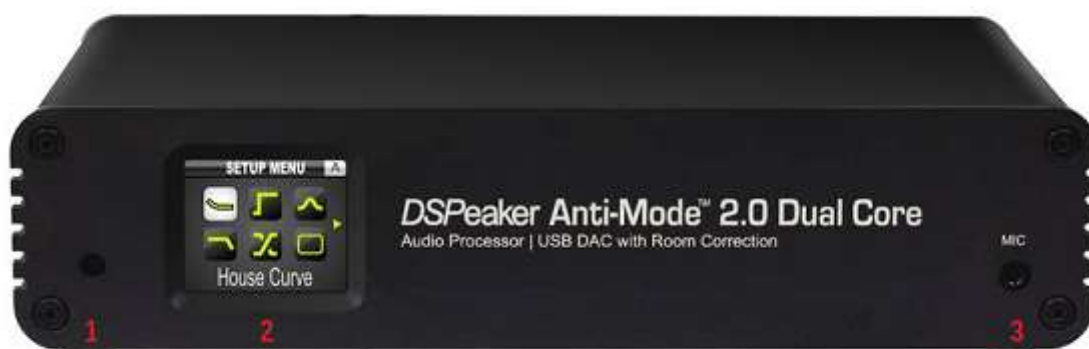 SETUP MENU A
House Curve
DSPeaker Anti-Mode™ 2.0 Dual Core
Audio Processor | USB DAC with Room Correction
MIC
1
2
3